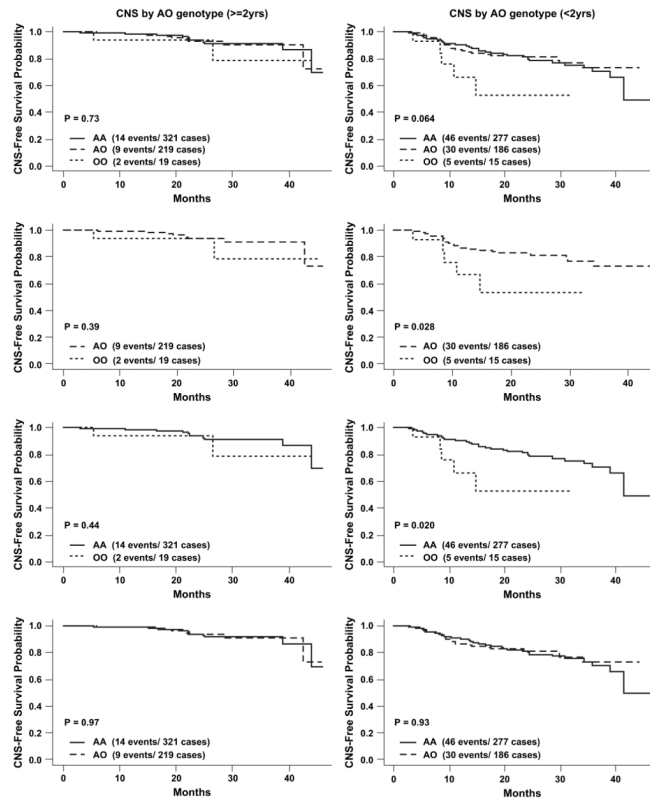 CNS by AO genotype (>=2yrs)
CNS-Free Survival Probability
1.0
0.8
0.6
0.4
0.2
0.0
P = 0.73
AA (14 events/ 321 cases)
AO (9 events/ 219 cases)
OO (2 events/ 19 cases)
0 10 20 30 40
Months
CNS by AO genotype (<2yrs)
CNS-Free Survival Probability
1.0
0.8
0.6
0.4
0.2
0.0
P = 0.064
AA (46 events/ 277 cases)
AO (30 events/ 186 cases)
OO (5 events/ 15 cases)
0 10 20 30 40
Months
CNS-Free Survival Probability
1.0
0.8
0.6
0.4
0.2
0.0
P = 0.39
AO (9 events/ 219 cases)
OO (2 events/ 19 cases)
0 10 20 30 40
Months
CNS-Free Survival Probability
1.0
0.8
0.6
0.4
0.2
0.0
P = 0.028
AO (30 events/ 186 cases)
OO (5 events/ 15 cases)
0 10 20 30 40
Months
CNS-Free Survival Probability
1.0
0.8
0.6
0.4
0.2
0.0
P = 0.44
AA (14 events/ 321 cases)
OO (2 events/ 19 cases)
0 10 20 30 40
Months
CNS-Free Survival Probability
1.0
0.8
0.6
0.4
0.2
0.0
P = 0.020
AA (46 events/ 277 cases)
OO (5 events/ 15 cases)
0 10 20 30 40
Months
CNS-Free Survival Probability
1.0
0.8
0.6
0.4
0.2
0.0
P = 0.97
AA (14 events/ 321 cases)
AO (9 events/ 219 cases)
0 10 20 30 40
Months
CNS-Free Survival Probability
1.0
0.8
0.6
0.4
0.2
0.0
P = 0.93
AA (46 events/ 277 cases)
AO (30 events/ 186 cases)
0 10 20 30 40
Months